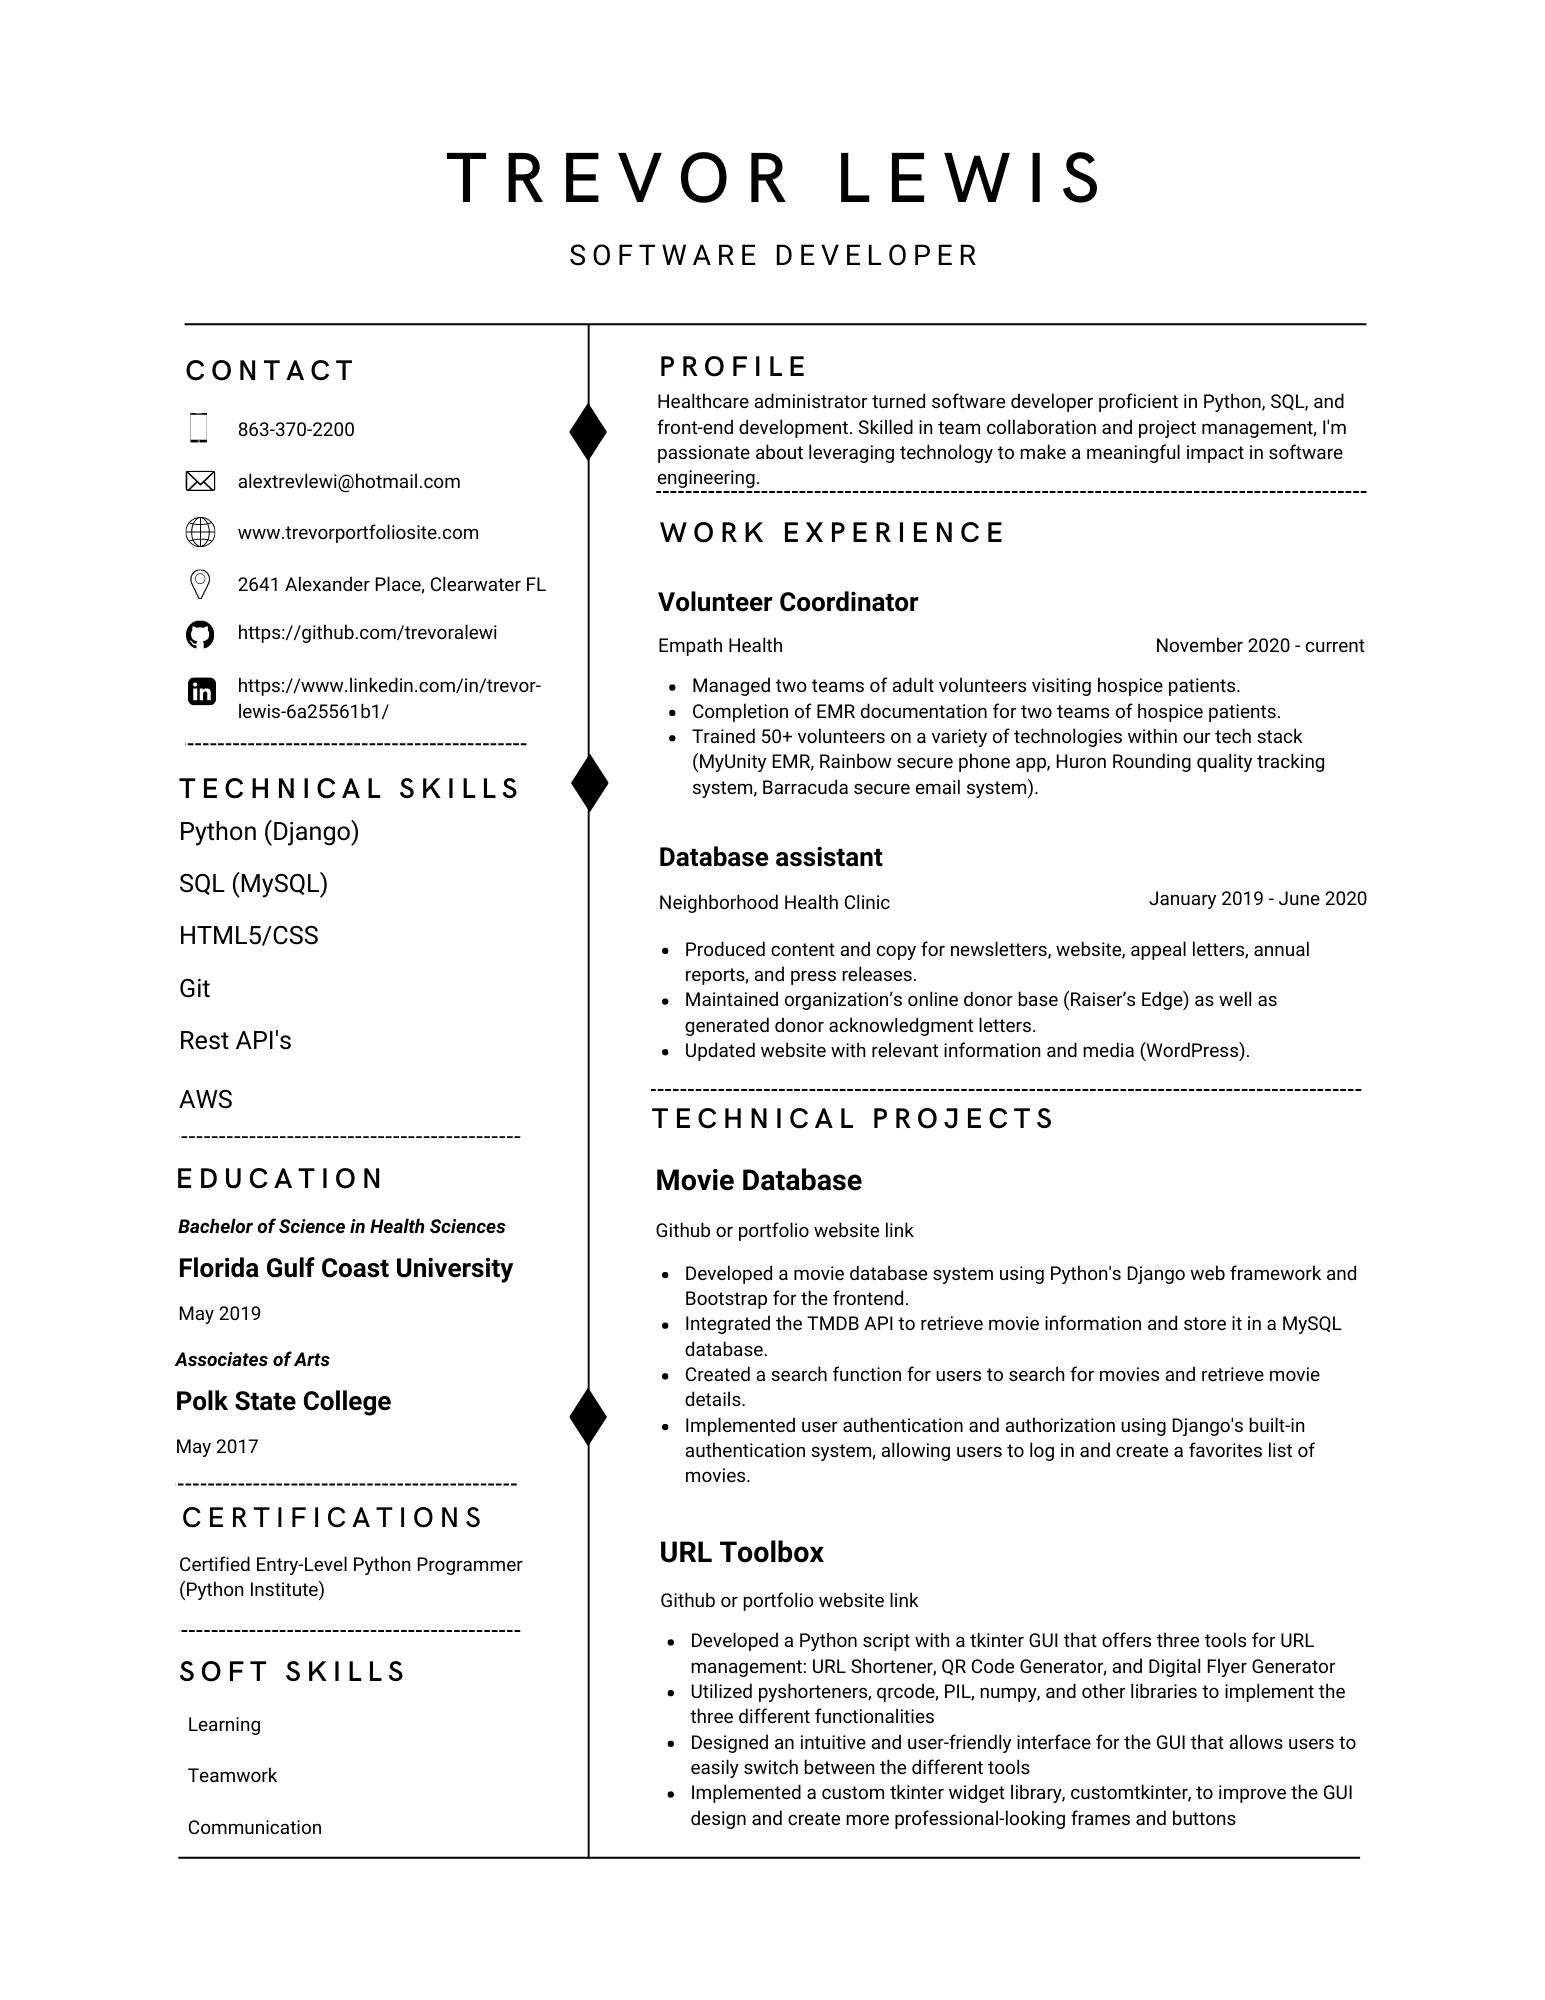 TREVOR LEWIS
SOFTWARE DEVELOPER
CONTACT
863-370-2200
alextrevlewi@hotmail.com
www.trevorportfoliosite.com
2641 Alexander Place, Clearwater FL
https://github.com/trevoralewi
in
https://www.linkedin.com/in/trevor-
lewis-6a25561b1/
TECHNICAL SKILLS
Python (Django)
SQL (MySQL)
HTML5/CSS
Git
Rest API's
AWS
EDUCATION
Bachelor of Science in Health Sciences
Florida Gulf Coast University
May 2019
Associates of Arts
Polk State College
May 2017
CERTIFICATIONS
Certified Entry-Level Python Programmer
(Python Institute)
SOFT SKILLS
Learning
Teamwork
Communication
PROFILE
Healthcare administrator turned software developer proficient in Python, SQL, and
front-end development. Skilled in team collaboration and project management, I'm
passionate about leveraging technology to make a meaningful impact in software
engineering.
WORK EXPERIENCE
Volunteer Coordinator
Empath Health November 2020 - current
• Managed two teams of adult volunteers visiting hospice patients.
• Completion of EMR documentation for two teams of hospice patients.
• Trained 50+ volunteers on a variety of technologies within our tech stack
(MyUnity EMR, Rainbow secure phone app, Huron Rounding quality tracking
system, Barracuda secure email system).
Database assistant
Neighborhood Health Clinic January 2019 - June 2020
• Produced content and copy for newsletters, website, appeal letters, annual
reports, and press releases.
• Maintained organization’s online donor base (Raiser’s Edge) as well as
generated donor acknowledgment letters.
• Updated website with relevant information and media (WordPress).
TECHNICAL PROJECTS
Movie Database
Github or portfolio website link
• Developed a movie database system using Python's Django web framework and
Bootstrap for the frontend.
• Integrated the TMDB API to retrieve movie information and store it in a MySQL
database.
• Created a search function for users to search for movies and retrieve movie
details.
• Implemented user authentication and authorization using Django's built-in
authentication system, allowing users to log in and create a favorites list of
movies.
URL Toolbox
Github or portfolio website link
• Developed a Python script with a tkinter GUI that offers three tools for URL
management: URL Shortener, QR Code Generator, and Digital Flyer Generator
• Utilized pyshorteners, qrcode, PIL, numpy, and other libraries to implement the
three different functionalities
• Designed an intuitive and user-friendly interface for the GUI that allows users to
easily switch between the different tools
• Implemented a custom tkinter widget library, customtkinter, to improve the GUI
design and create more professional-looking frames and buttons